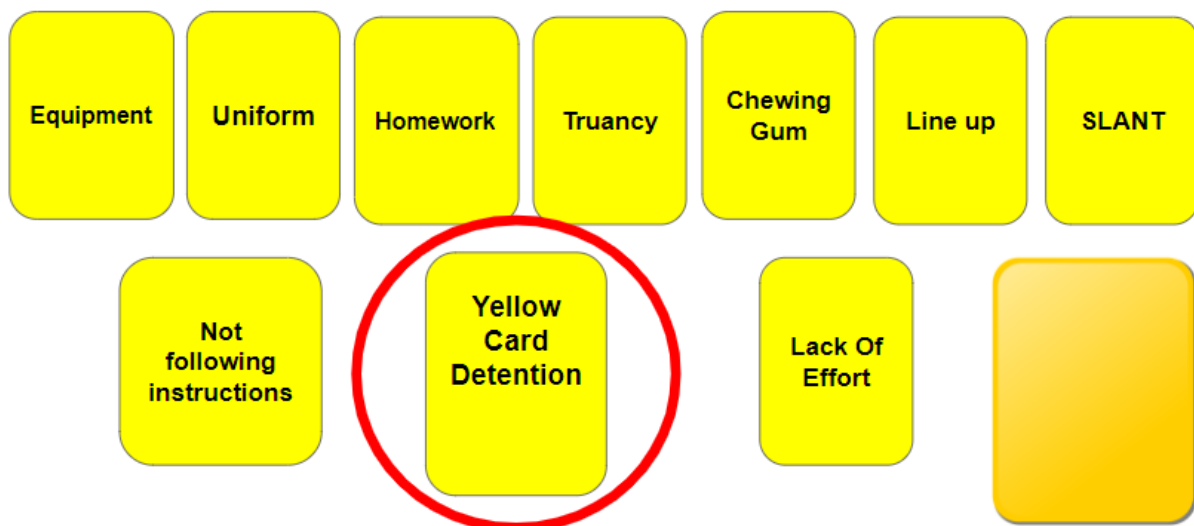 Equipment
Uniform
Homework
Truancy
Chewing
Gum
Line up
SLANT
Not
following
instructions
Yellow
Card
Detention
Lack Of
Effort